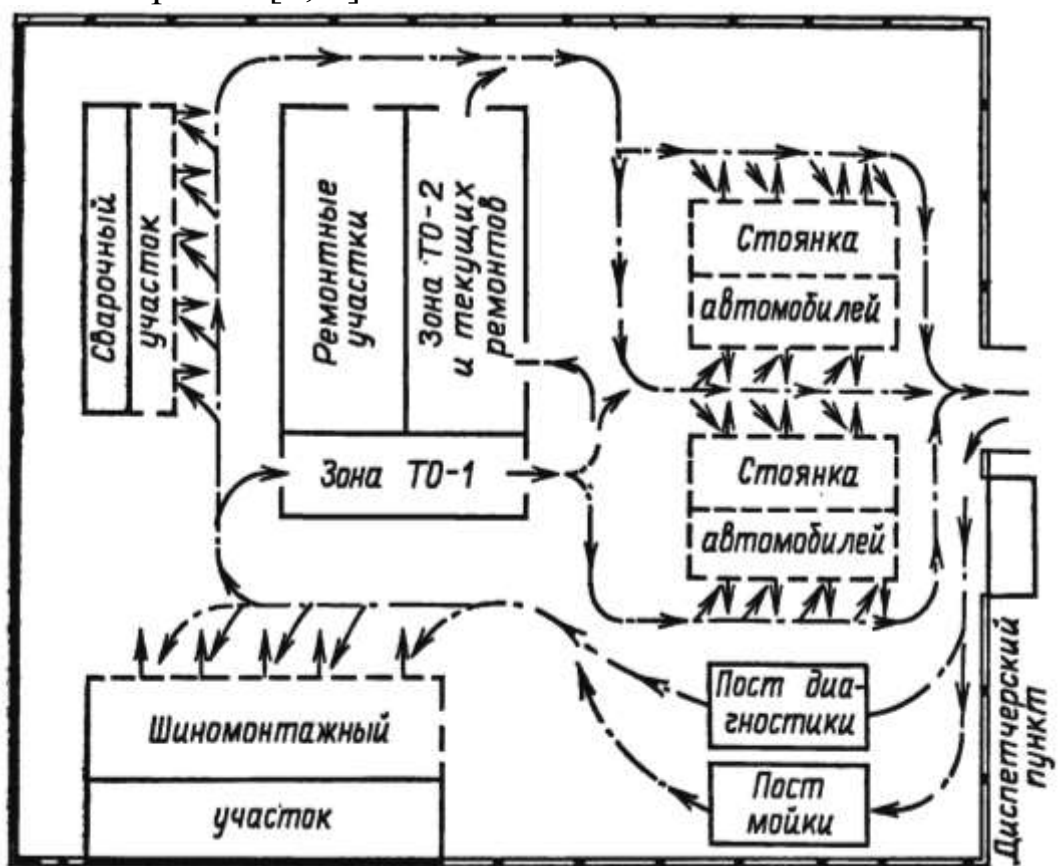 Сварочный
участок
Ремонтные
участки
Зона ТО-2
и текущих
ремонтов
Зона ТО-1
Стоянка
автомобилей
Стоянка
автомобилей
Пост диа-
гностики
Пост
мойки
Шиномонтажный
участок
Диспетчерский
пункт